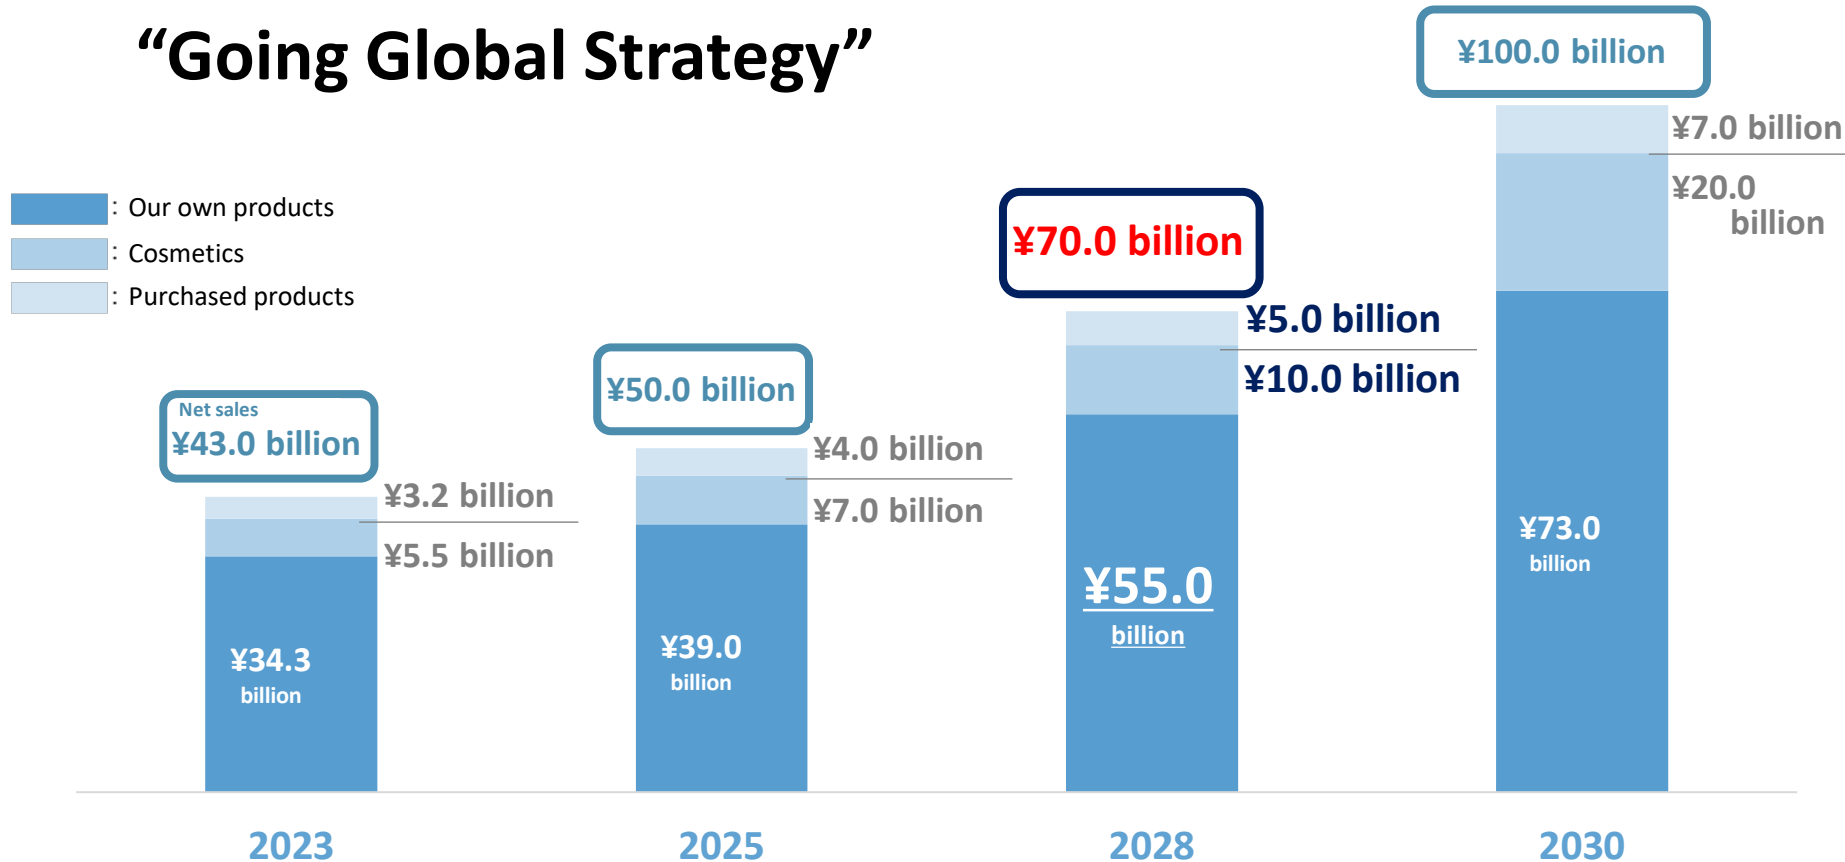 “Going Global Strategy”
: Our own products
: Cosmetics
: Purchased products
Net sales
¥43.0 billion
¥3.2 billion
¥5.5 billion
¥34.3
billion
2023
¥50.0 billion
¥4.0 billion
¥7.0 billion
¥39.0
billion
2025
¥70.0 billion
¥5.0 billion
¥10.0 billion
¥55.0
billion
2028
¥100.0 billion
¥7.0 billion
¥20.0
billion
¥73.0
billion
2030